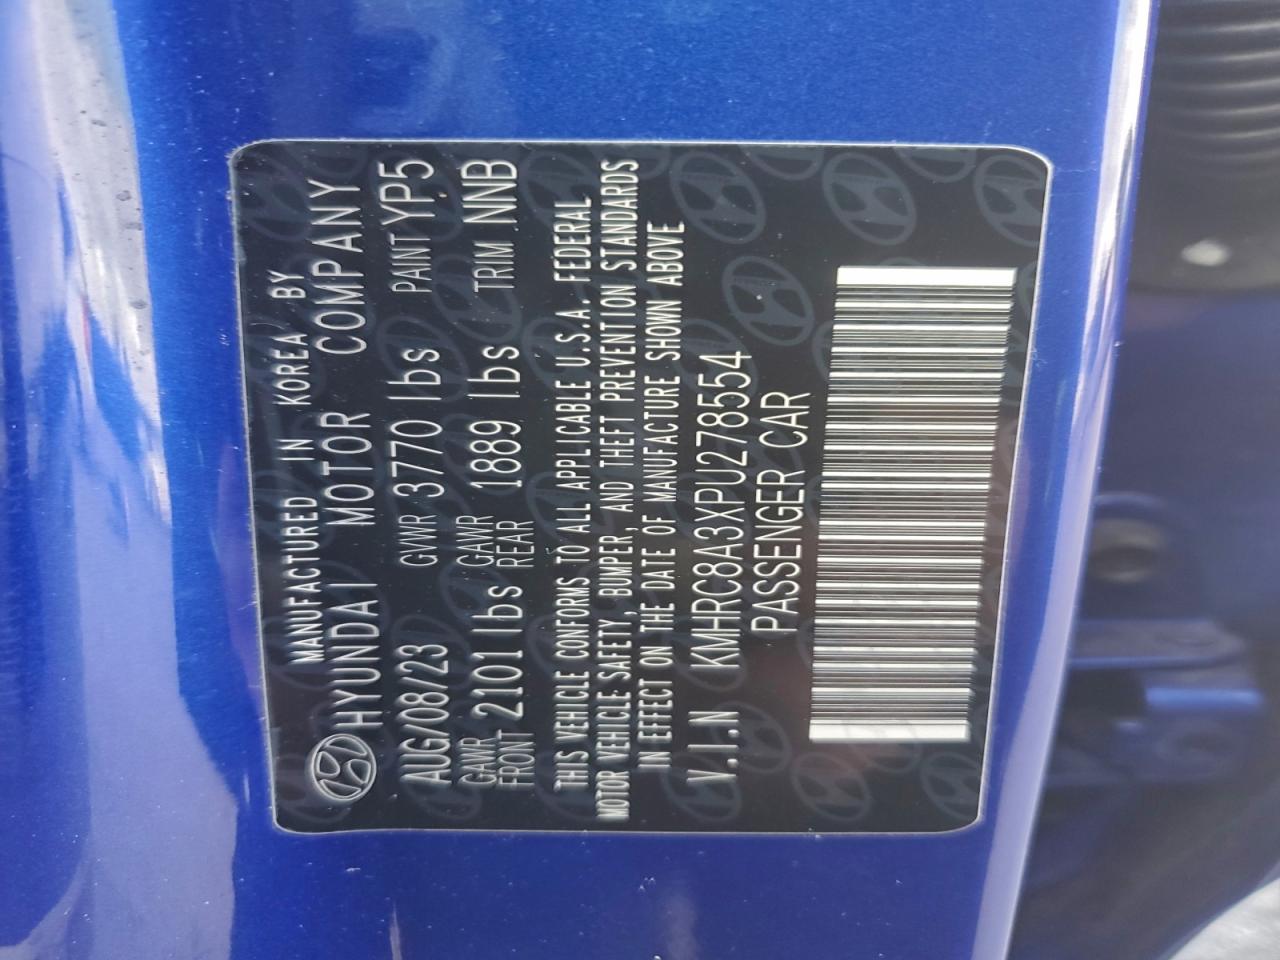 MANUFACTURED IN KOREA BY
HYUNDAI MOTOR COMPANY
AUG/08/23 GVWR 3770 lbs PAINT YP5
GAWR FRONT 2101 lbs GAWR REAR 1889 lbs TRIM NNB
THIS VEHICLE CONFORMS TO ALL APPLICABLE U.S.A. FEDERAL
MOTOR VEHICLE SAFETY, BUMPER, AND THEFT PREVENTION STANDARDS
IN EFFECT ON THE DATE OF MANUFACTURE SHOWN ABOVE
V.I.N KMHRC8A3XPU278554
PASSENGER CAR